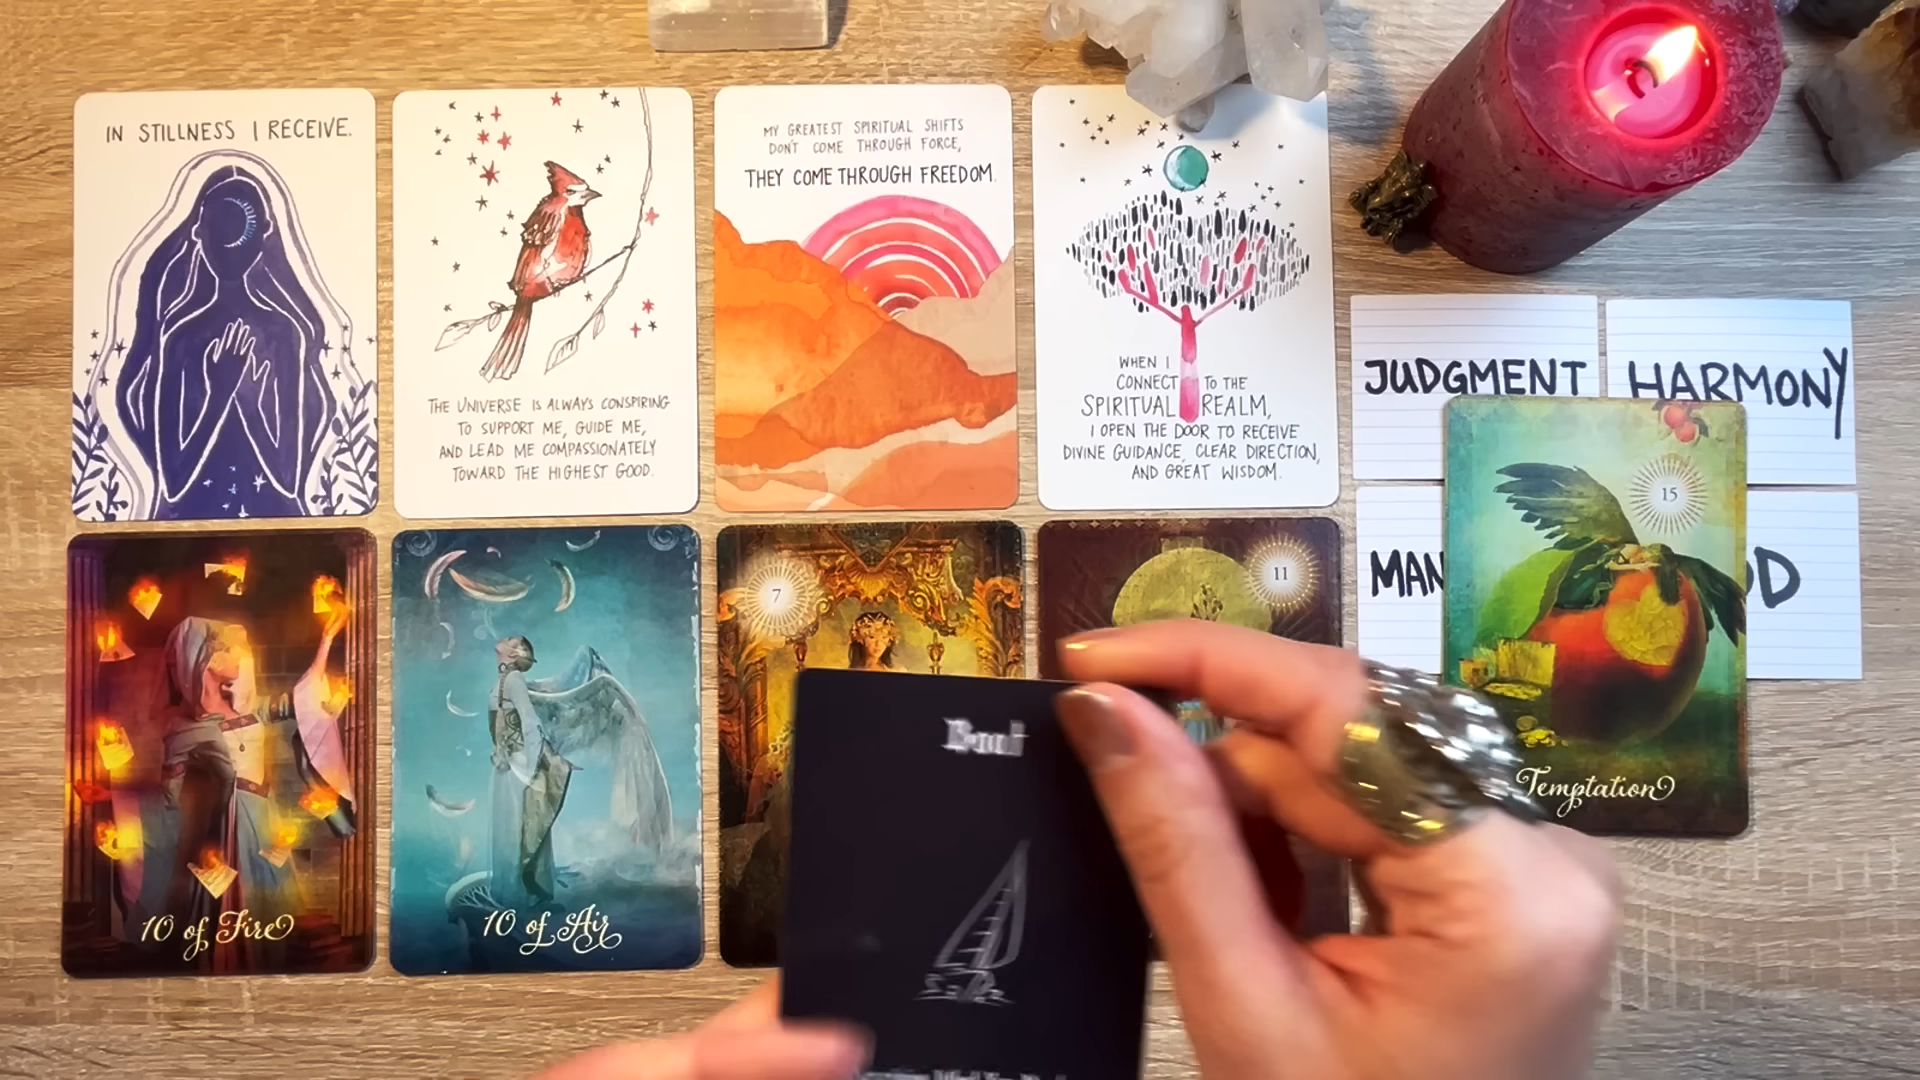 IN STILLNESS I RECEIVE.
THE UNIVERSE IS ALWAYS CONSPIRING
TO SUPPORT ME, GUIDE ME,
AND LEAD ME COMPASSIONATELY
TOWARD THE HIGHEST GOOD.
MY GREATEST SPIRITUAL SHIFTS
DON'T COME THROUGH FORCE,
THEY COME THROUGH FREEDOM.
WHEN I
CONNECT TO THE
SPIRITUAL REALM,
I OPEN THE DOOR TO RECEIVE
DIVINE GUIDANCE, CLEAR DIRECTION,
AND GREAT WISDOM.
JUDGMENT
HARMONY
MAN
OD
15
Temptation
10 of Fire
10 of Air
7
11